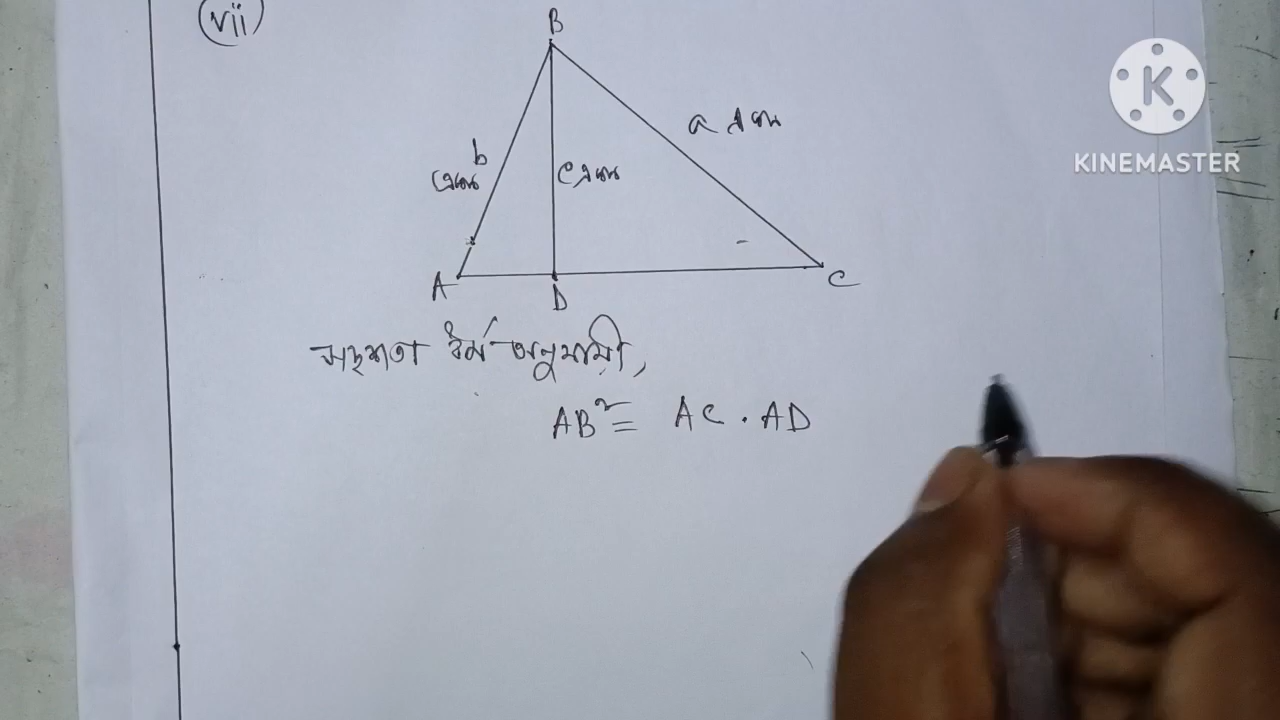 (vii)
B
b
a একক
একক
c একক
A
D
C
সদৃশতা ধর্ম অনুযায়ী,
AB² = AC . AD
KINEMASTER